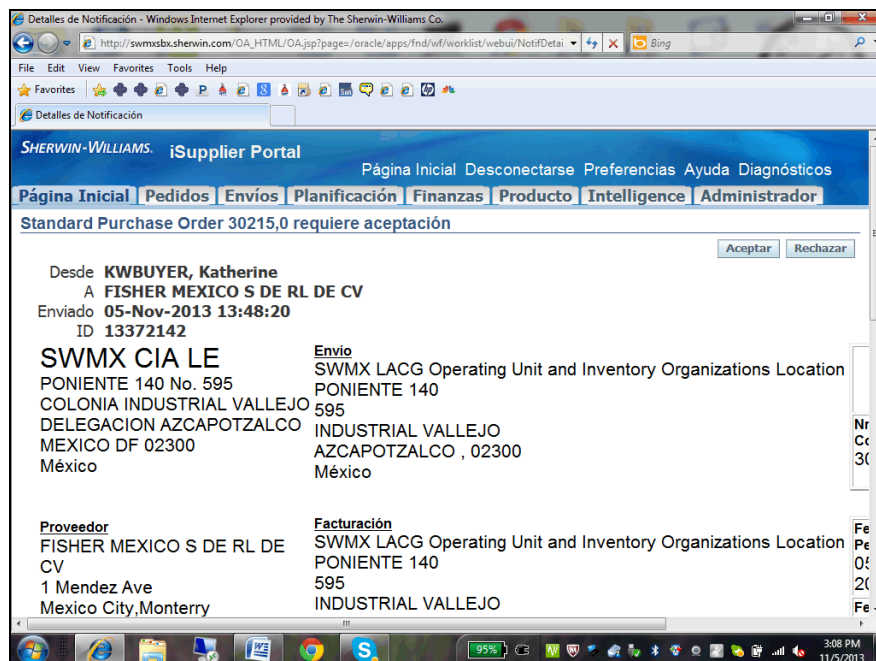 Detalles de Notificación - Windows Internet Explorer provided by The Sherwin-Williams Co.
http://swmxsbx.sherwin.com/OA_HTML/OA.jsp?page=/oracle/apps/fnd/wf/worklist/webui/NotifDetai
Bing
File Edit View Favorites Tools Help
Favorites
Detalles de Notificación
SHERWIN-WILLIAMS. iSupplier Portal
Página Inicial Desconectarse Preferencias Ayuda Diagnósticos
Página Inicial Pedidos Envíos Planificación Finanzas Producto Intelligence Administrador
Standard Purchase Order 30215,0 requiere aceptación
Aceptar Rechazar
Desde KWBUYER, Katherine
A FISHER MEXICO S DE RL DE CV
Enviado 05-Nov-2013 13:48:20
ID 13372142
SWMX CIA LE
PONIENTE 140 No. 595
COLONIA INDUSTRIAL VALLEJO
DELEGACION AZCAPOTZALCO
MEXICO DF 02300
México
Envío
SWMX LACG Operating Unit and Inventory Organizations Location
PONIENTE 140
595
INDUSTRIAL VALLEJO
AZCAPOTZALCO , 02300
México
Proveedor
FISHER MEXICO S DE RL DE
CV
1 Mendez Ave
Mexico City,Monterry
Facturación
SWMX LACG Operating Unit and Inventory Organizations Location
PONIENTE 140
595
INDUSTRIAL VALLEJO
95%
3:08 PM
11/5/2013